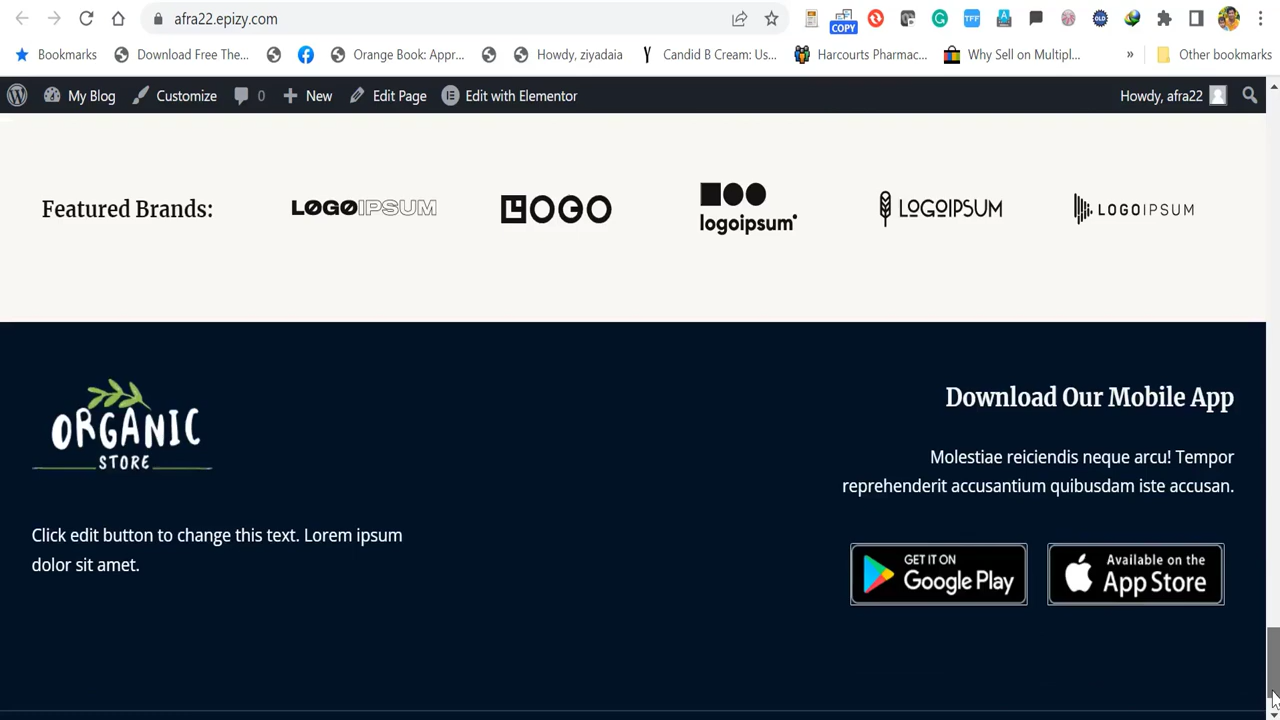 afra22.epizy.com
COPY
TFF
OLD
Bookmarks
Download Free The...
Orange Book: Appr...
Howdy, ziyadaia
Candid B Cream: Us...
Harcourts Pharmac...
Why Sell on Multipl...
»
Other bookmarks
My Blog
Customize
0
New
Edit Page
Edit with Elementor
Howdy, afra22
Featured Brands:
LOGOIPSUM
LOGO
logoipsum
LOGOIPSUM
LOGOIPSUM
ORGANIC
STORE
Click edit button to change this text. Lorem ipsum
dolor sit amet.
Download Our Mobile App
Molestiae reiciendis neque arcu! Tempor
reprehenderit accusantium quibusdam iste accusan.
GET IT ON
Google Play
Available on the
App Store